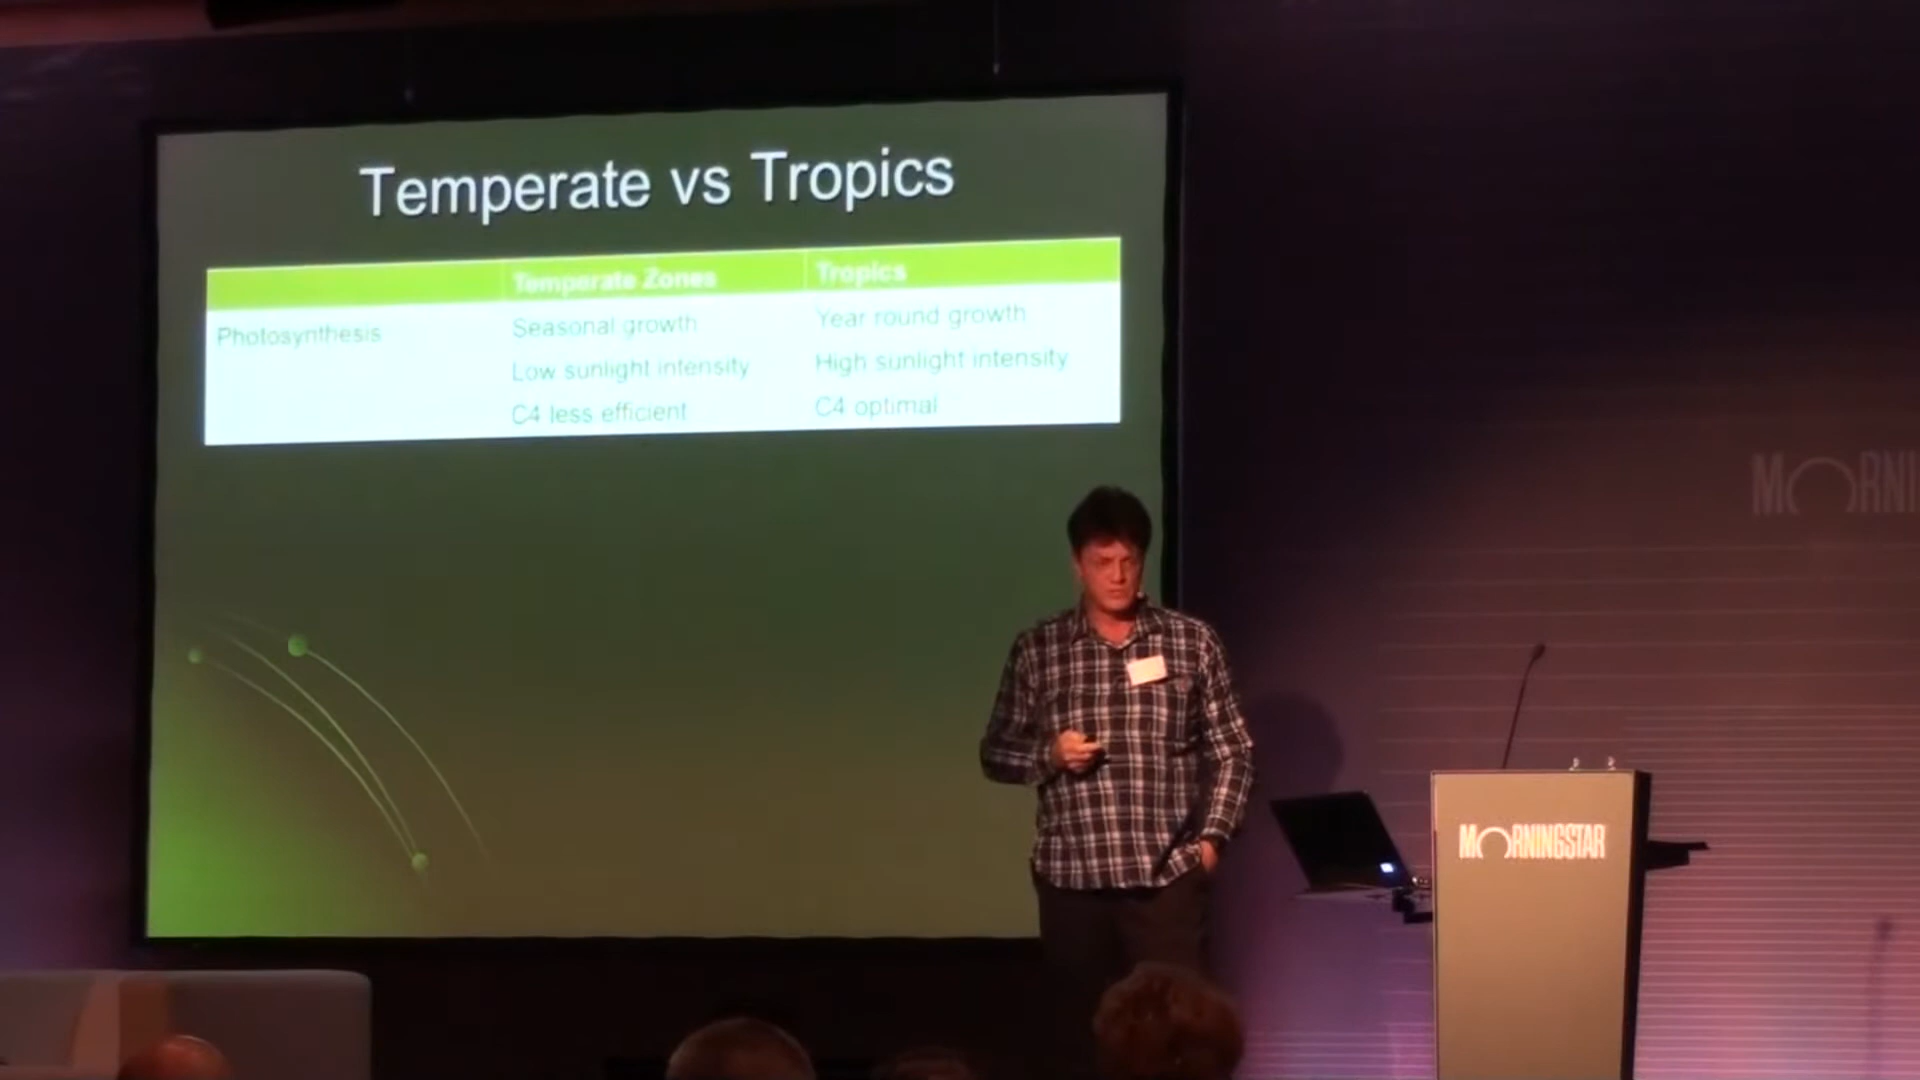 Temperate vs Tropics
Temperate Zones
Tropics
Photosynthesis
Seasonal growth
Year round growth
Low sunlight intensity
High sunlight intensity
C4 less efficient
C4 optimal
MORNI
MORNINGSTAR